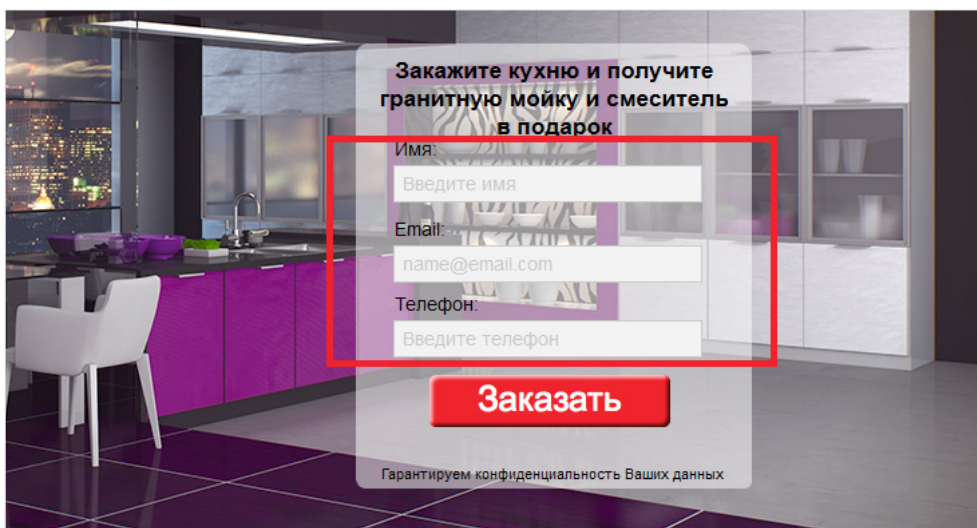 Закажите кухню и получите
гранитную мойку и смеситель
в подарок
Имя:
Введите имя
Email:
name@email.com
Телефон:
Введите телефон
Заказать
Гарантируем конфиденциальность Ваших данных